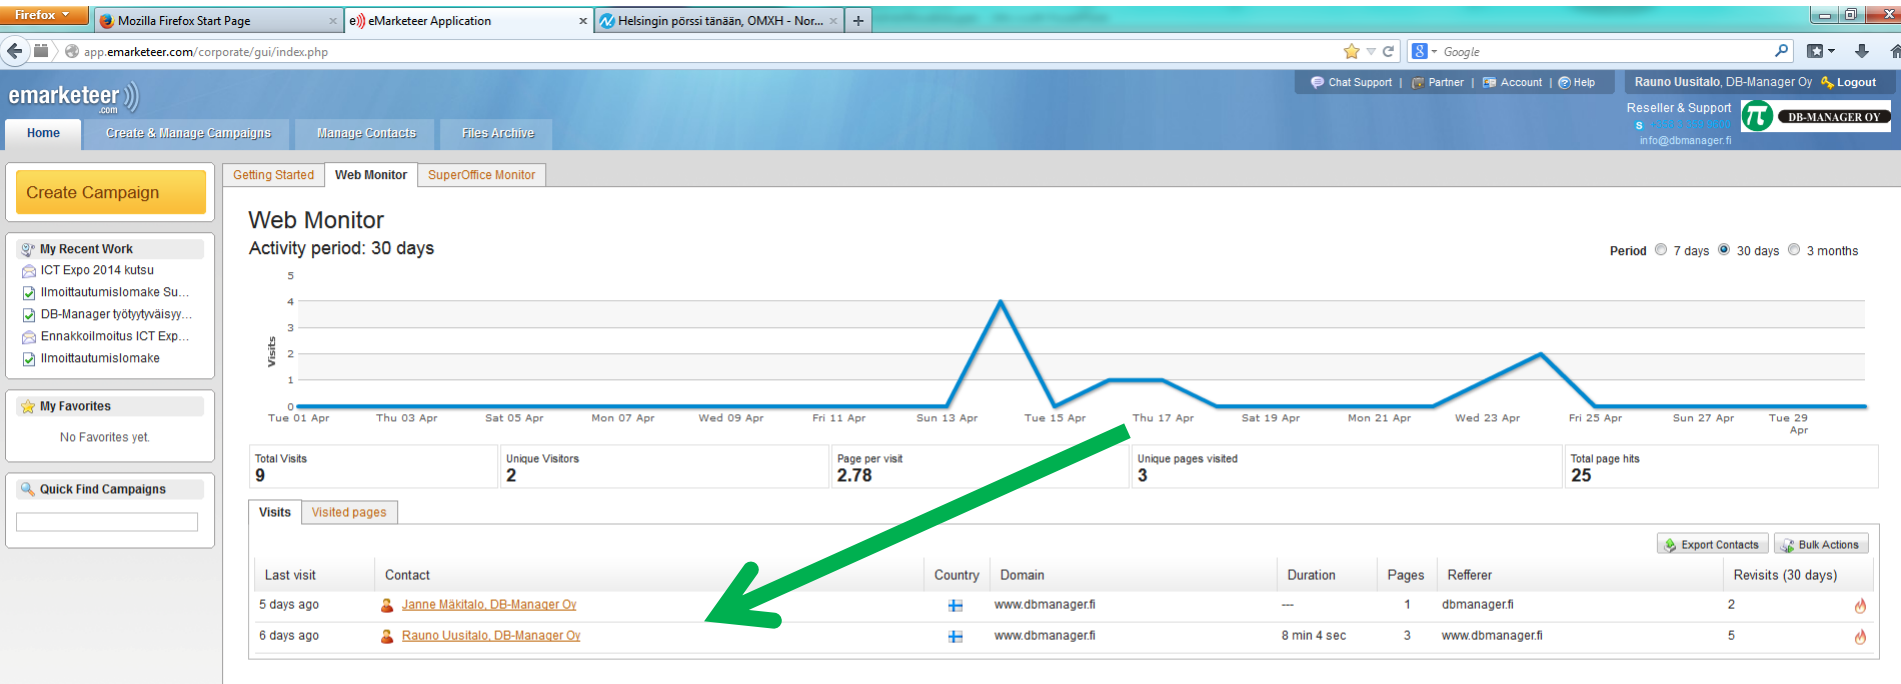 Firefox
Mozilla Firefox Start Page
e)) eMarketeer Application
Helsingin pörssi tänään, OMXH - Nor...
app.emarketeer.com/corporate/gui/index.php
Google
emarketeer
.com
Chat Support | Partner | Account | Help
Rauno Uusitalo, DB-Manager Oy Logout
Reseller & Support
info@dbmanager.fi
DB-MANAGER OY
Home
Create & Manage Campaigns
Manage Contacts
Files Archive
Create Campaign
My Recent Work
ICT Expo 2014 kutsu
Ilmoittautumislomake Su...
DB-Manager työtyytyväisyy...
Ennakkoilmoitus ICT Exp...
Ilmoittautumislomake
My Favorites
No Favorites yet.
Quick Find Campaigns
Getting Started
Web Monitor
SuperOffice Monitor
Web Monitor
Activity period: 30 days
Period 7 days 30 days 3 months
Visits
5
4
3
2
1
0
Tue 01 Apr
Thu 03 Apr
Sat 05 Apr
Mon 07 Apr
Wed 09 Apr
Fri 11 Apr
Sun 13 Apr
Tue 15 Apr
Thu 17 Apr
Sat 19 Apr
Mon 21 Apr
Wed 23 Apr
Fri 25 Apr
Sun 27 Apr
Tue 29
Apr
Total Visits
9
Unique Visitors
2
Page per visit
2.78
Unique pages visited
3
Total page hits
25
Visits
Visited pages
Export Contacts
Bulk Actions
Last visit Contact Country Domain Duration Pages Refferer Revisits (30 days)
5 days ago Janne Mäkitalo, DB-Manager Oy www.dbmanager.fi --- 1 dbmanager.fi 2
6 days ago Rauno Uusitalo, DB-Manager Oy www.dbmanager.fi 8 min 4 sec 3 www.dbmanager.fi 5